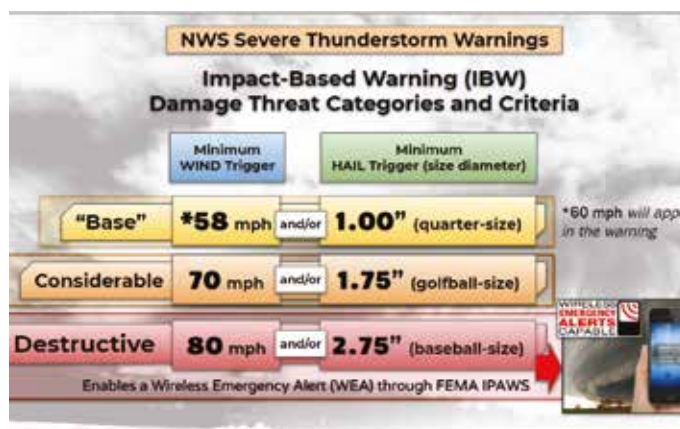 NWS Severe Thunderstorm Warnings
Impact-Based Warning (IBW)
Damage Threat Categories and Criteria
Minimum
WIND Trigger
Minimum
HAIL Trigger (size diameter)
"Base" *58 mph and/or 1.00" (quarter-size)
*60 mph will app
in the warning
Considerable 70 mph and/or 1.75" (golfball-size)
Destructive 80 mph and/or 2.75" (baseball-size)
Enables a Wireless Emergency Alert (WEA) through FEMA IPAWS
WIRELESS
EMERGENCY
ALERTS
CAPABLE